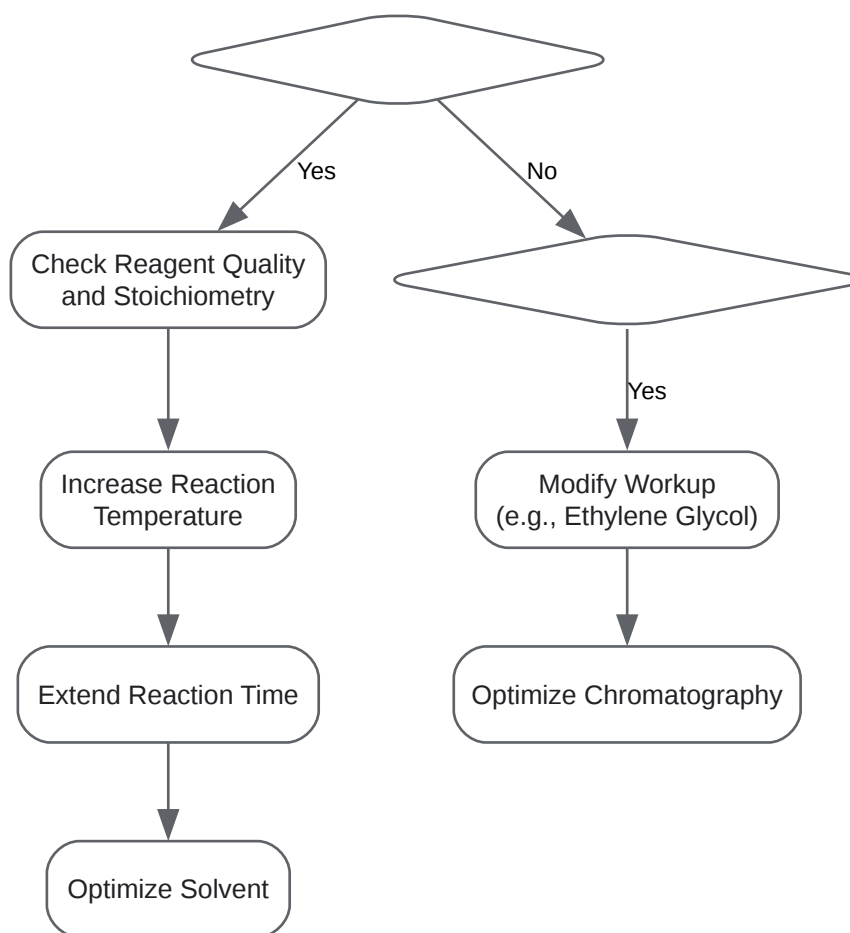 Yes
No
Check Reagent Quality
and Stoichiometry
Yes
Increase Reaction
Temperature
Modify Workup
(e.g., Ethylene Glycol)
Extend Reaction Time
Optimize Chromatography
Optimize Solvent